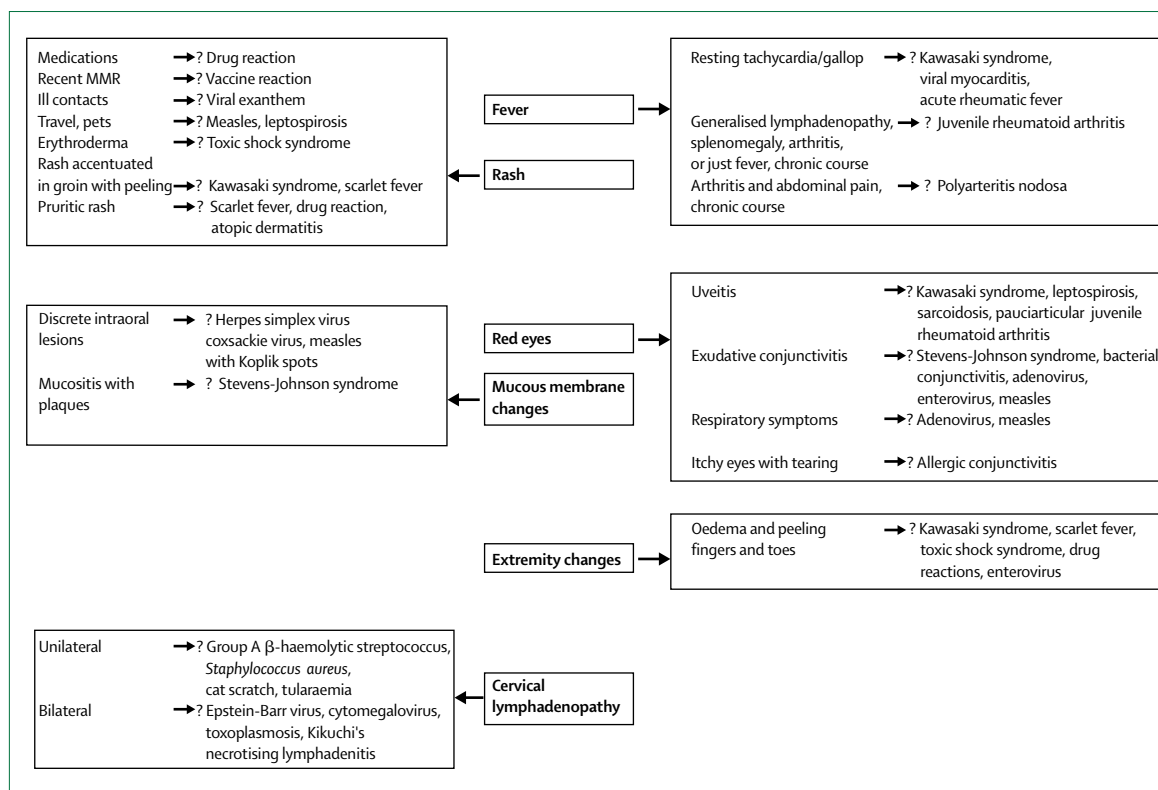 Medications → ? Drug reaction
Recent MMR → ? Vaccine reaction
Ill contacts → ? Viral exanthem
Travel, pets → ? Measles, leptospirosis
Erythroderma → ? Toxic shock syndrome
Rash accentuated
in groin with peeling → ? Kawasaki syndrome, scarlet fever
Pruritic rash → ? Scarlet fever, drug reaction,
atopic dermatitis
Fever
Rash
Resting tachycardia/gallop → ? Kawasaki syndrome,
viral myocarditis,
acute rheumatic fever
Generalised lymphadenopathy, → ? Juvenile rheumatoid arthritis
splenomegaly, arthritis,
or just fever, chronic course
Arthritis and abdominal pain, → ? Polyarteritis nodosa
chronic course
Discrete intraoral → ? Herpes simplex virus
lesions coxsackie virus, measles
with Koplik spots
Mucositis with → ? Stevens-Johnson syndrome
plaques
Red eyes
Mucous membrane
changes
Uveitis → ? Kawasaki syndrome, leptospirosis,
sarcoidosis, pauciarticular juvenile
rheumatoid arthritis
Exudative conjunctivitis → ? Stevens-Johnson syndrome, bacterial
conjunctivitis, adenovirus,
enterovirus, measles
Respiratory symptoms → ? Adenovirus, measles
Itchy eyes with tearing → ? Allergic conjunctivitis
Extremity changes
Oedema and peeling → ? Kawasaki syndrome, scarlet fever,
fingers and toes toxic shock syndrome, drug
reactions, enterovirus
Unilateral → ? Group A β-haemolytic streptococcus,
Staphylococcus aureus,
cat scratch, tularaemia
Bilateral → ? Epstein-Barr virus, cytomegalovirus,
toxoplasmosis, Kikuchi's
necrotising lymphadenitis
Cervical
lymphadenopathy